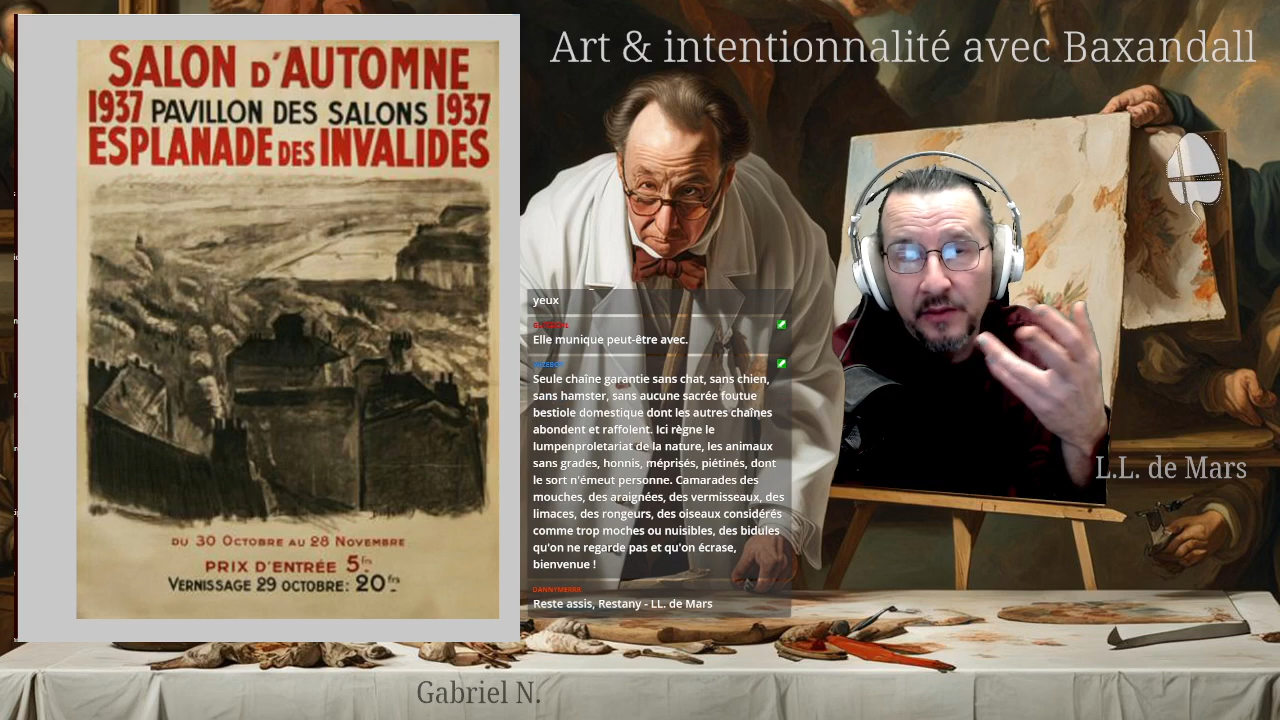 Art & intentionnalité avec Baxandall
SALON D'AUTOMNE
1937 PAVILLON DES SALONS 1937
ESPLANADE DES INVALIDES
DU 30 OCTOBRE AU 28 NOVEMBRE
PRIX D'ENTRÉE 5frs
VERNISSAGE 29 OCTOBRE: 20frs
yeux
Elle munique peut-être avec.
Seule chaîne garantie sans chat, sans chien,
sans hamster, sans aucune sacrée foutue
bestiole domestique dont les autres chaînes
abondent et raffolent. Ici règne le
lumpenproletariat de la nature, les animaux
sans grades, honnis, méprisés, piétinés, dont
le sort n'émeut personne. Camarades des
mouches, des araignées, des vermisseaux, des
limaces, des rongeurs, des oiseaux considérés
comme trop moches ou nuisibles, des bidules
qu'on ne regarde pas et qu'on écrase,
bienvenue !
DANNYMERRR
Reste assis, Restany - LL. de Mars
L.L. de Mars
Gabriel N.